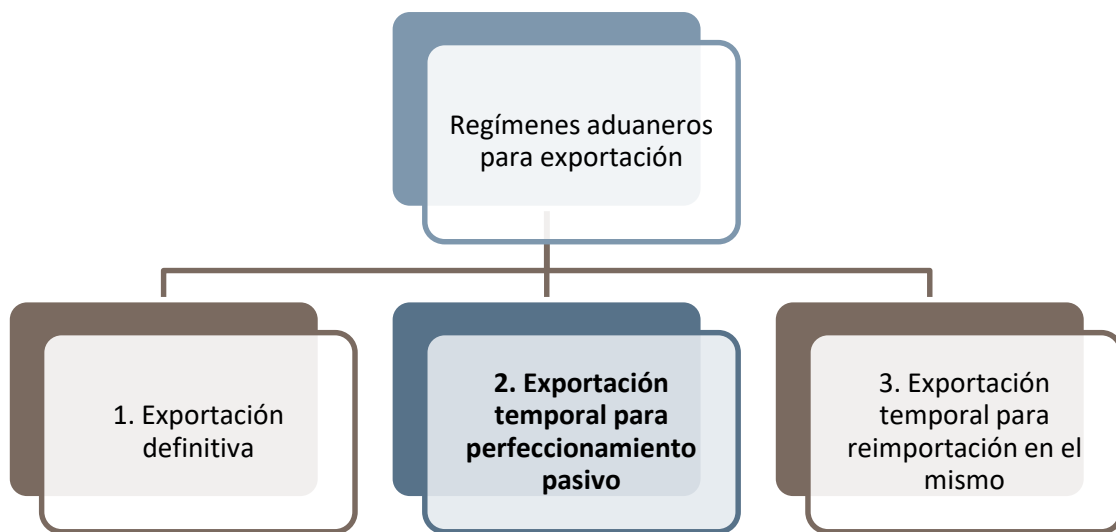 Regímenes aduaneros
para exportación
1. Exportación
definitiva
2. Exportación
temporal para
perfeccionamiento
pasivo
3. Exportación
temporal para
reimportación en el
mismo